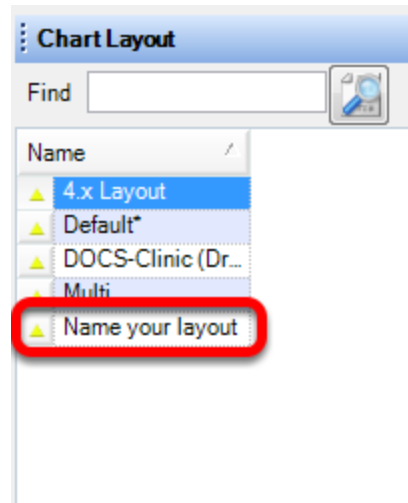 Chart Layout
Find
Name
4.x Layout
Default*
DOCS-Clinic (Dr...
Multi
Name your layout